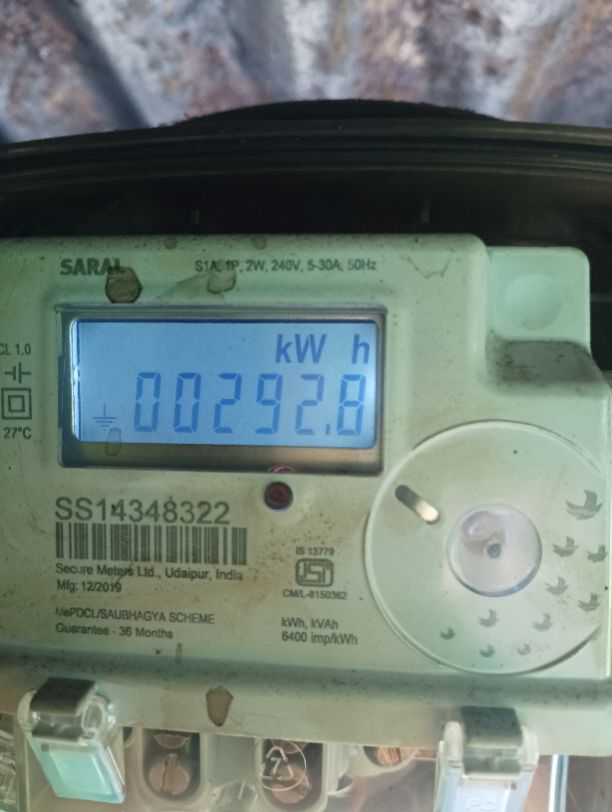 SARAL
S1A, 1P, 2W, 240V, 5-30A, 50Hz
Cl. 1.0
27°C
kW h
00292.8
SS14348322
Secure Meters Ltd., Udaipur, India
Mfg. 12/2019
MePDCL/SAUBHAGYA SCHEME
Guarantee - 36 Months
IS 13779
ISI
CM/L-8150362
kWh, kVAh
6400 imp/kWh